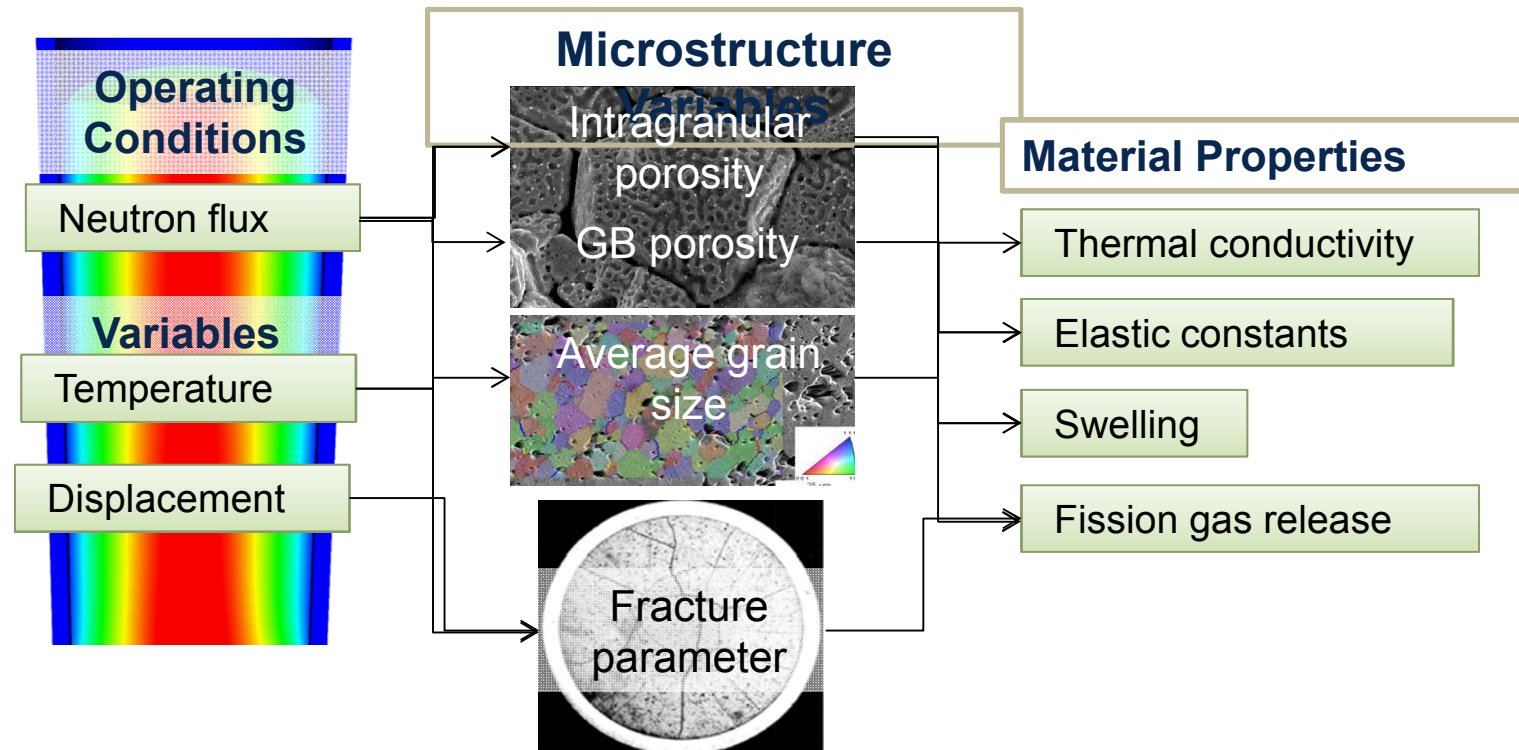 Operating
Conditions
Neutron flux
Variables
Temperature
Displacement
Microstructure
Variables
Intragranular
porosity
GB porosity
Average grain
size
Fracture
parameter
Material Properties
Thermal conductivity
Elastic constants
Swelling
Fission gas release